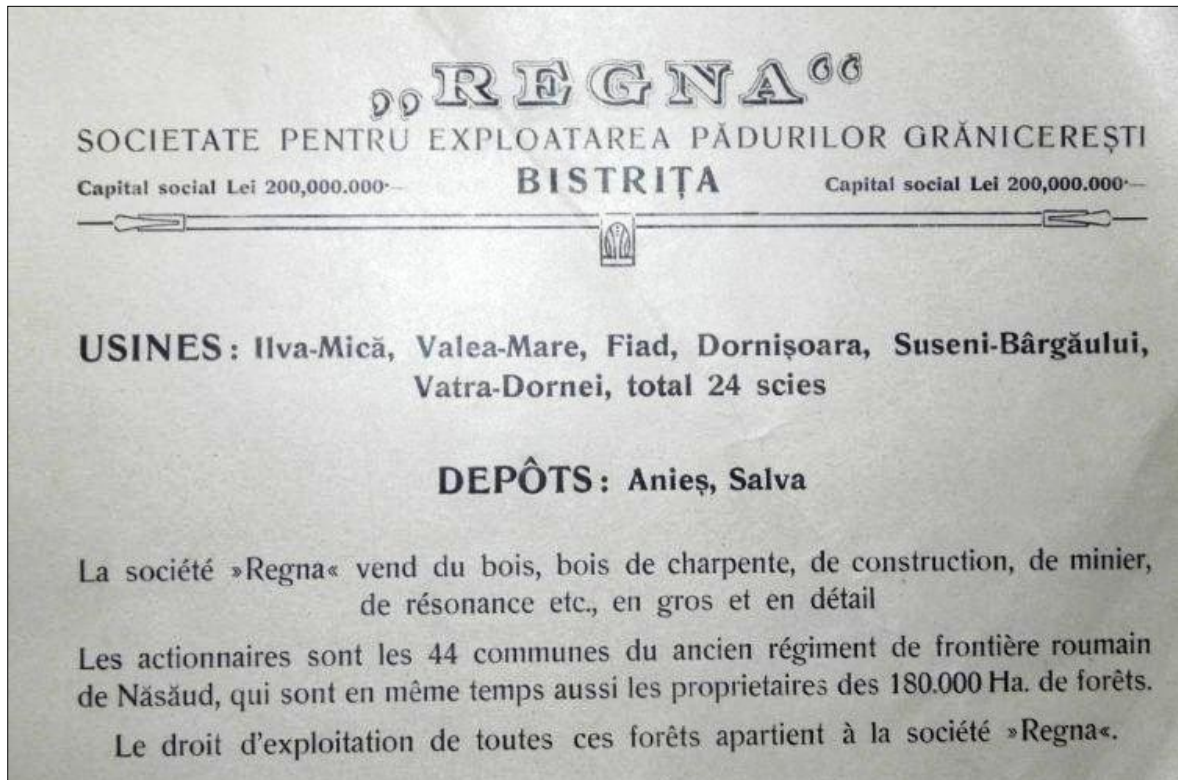 „REGNA“
SOCIETATE PENTRU EXPLOATAREA PĂDURILOR GRĂNICEREȘTI
Capital social Lei 200,000.000·— BISTRIȚA Capital social Lei 200,000.000·—
USINES: Ilva-Mică, Valea-Mare, Fiad, Dornișoara, Suseni-Bârgăului,
Vatra-Dornei, total 24 scies
DEPÔTS: Anieș, Salva
La société »Regna« vend du bois, bois de charpente, de construction, de minier,
de résonance etc., en gros et en détail
Les actionnaires sont les 44 communes du ancien régiment de frontière roumain
de Năsăud, qui sont en même temps aussi les proprietaires des 180.000 Ha. de forêts.
Le droit d'exploitation de toutes ces forêts apartient à la société »Regna«.